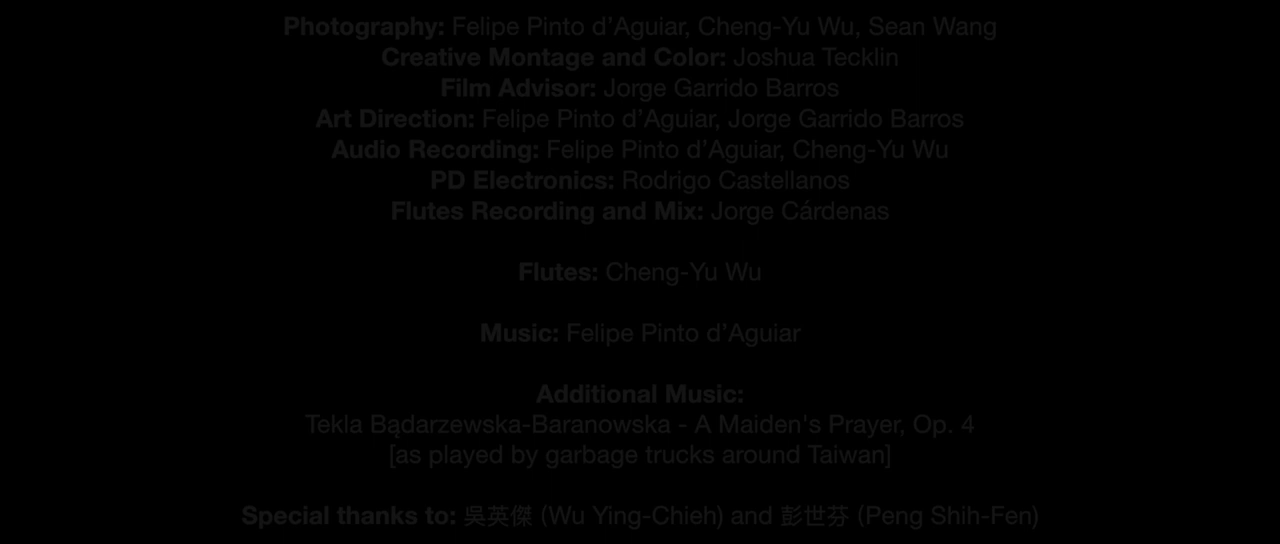 Photography: Felipe Pinto d’Aguiar, Cheng-Yu Wu, Sean Wang
Creative Montage and Color: Joshua Tecklin
Film Advisor: Jorge Garrido Barros
Art Direction: Felipe Pinto d’Aguiar, Jorge Garrido Barros
Audio Recording: Felipe Pinto d’Aguiar, Cheng-Yu Wu
PD Electronics: Rodrigo Castellanos
Flutes Recording and Mix: Jorge Cárdenas
Flutes: Cheng-Yu Wu
Music: Felipe Pinto d’Aguiar
Additional Music:
Tekla Bądarzewska-Baranowska - A Maiden's Prayer, Op. 4
[as played by garbage trucks around Taiwan]
Special thanks to: 吳英傑 (Wu Ying-Chieh) and 彭世芬 (Peng Shih-Fen)